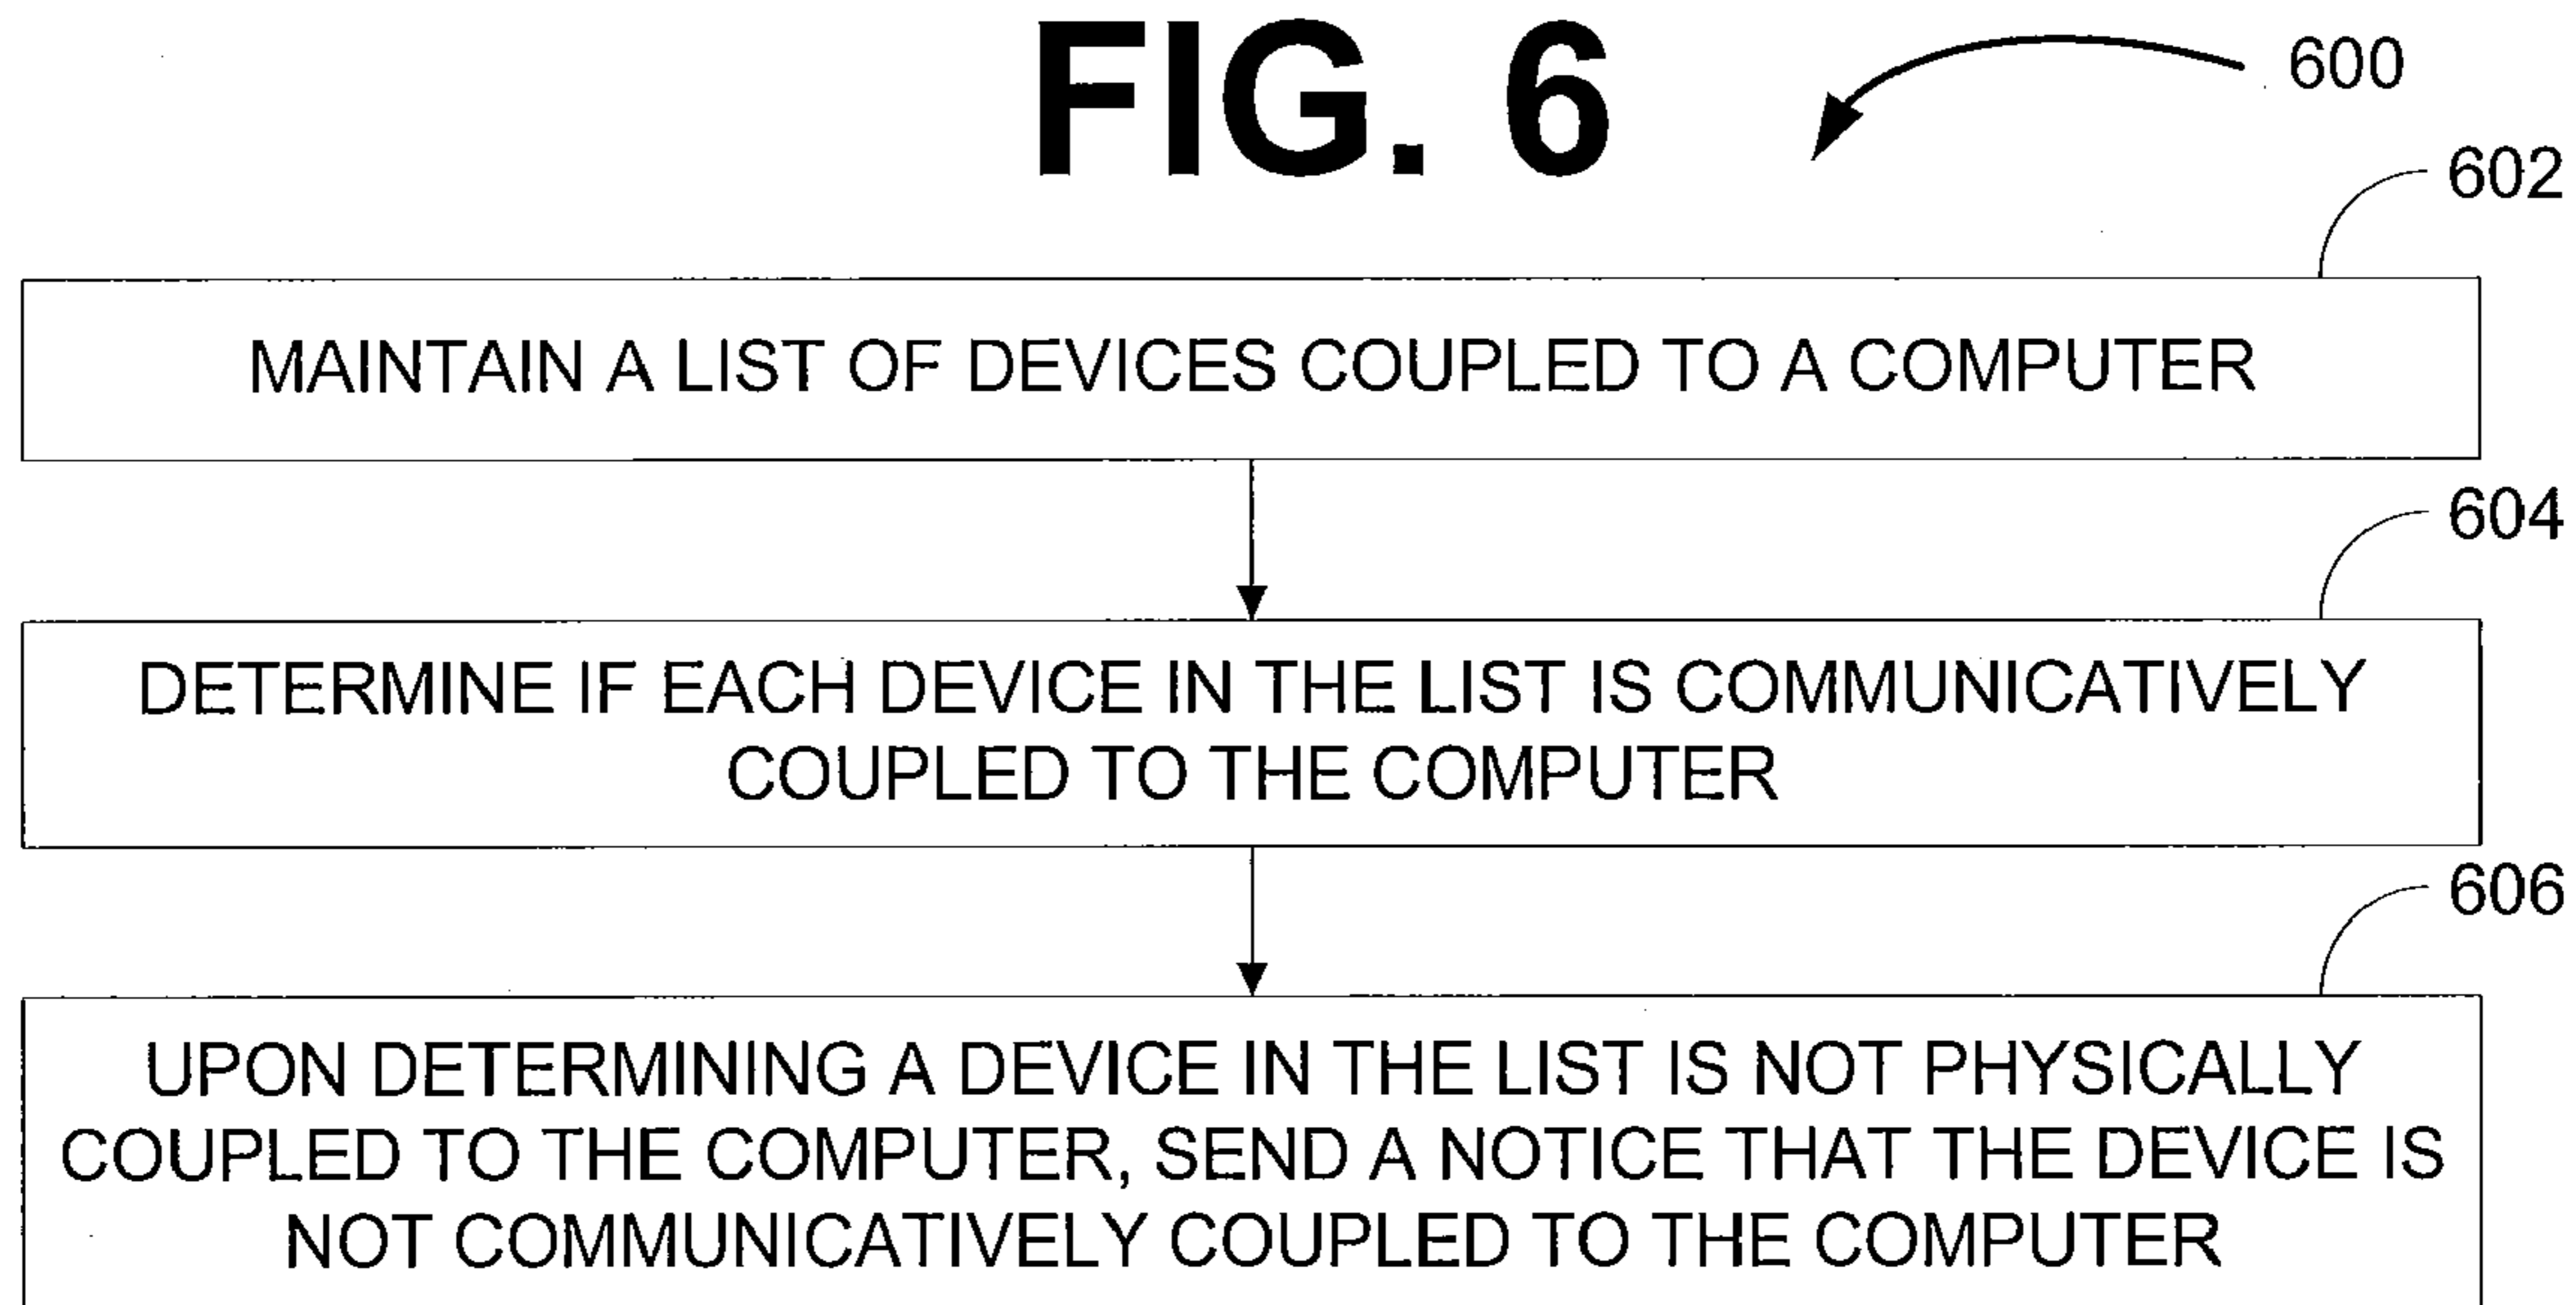 FIG. 6
600
602
MAINTAIN A LIST OF DEVICES COUPLED TO A COMPUTER
604
DETERMINE IF EACH DEVICE IN THE LIST IS COMMUNICATIVELY
COUPLED TO THE COMPUTER
606
UPON DETERMINING A DEVICE IN THE LIST IS NOT PHYSICALLY
COUPLED TO THE COMPUTER, SEND A NOTICE THAT THE DEVICE IS
NOT COMMUNICATIVELY COUPLED TO THE COMPUTER